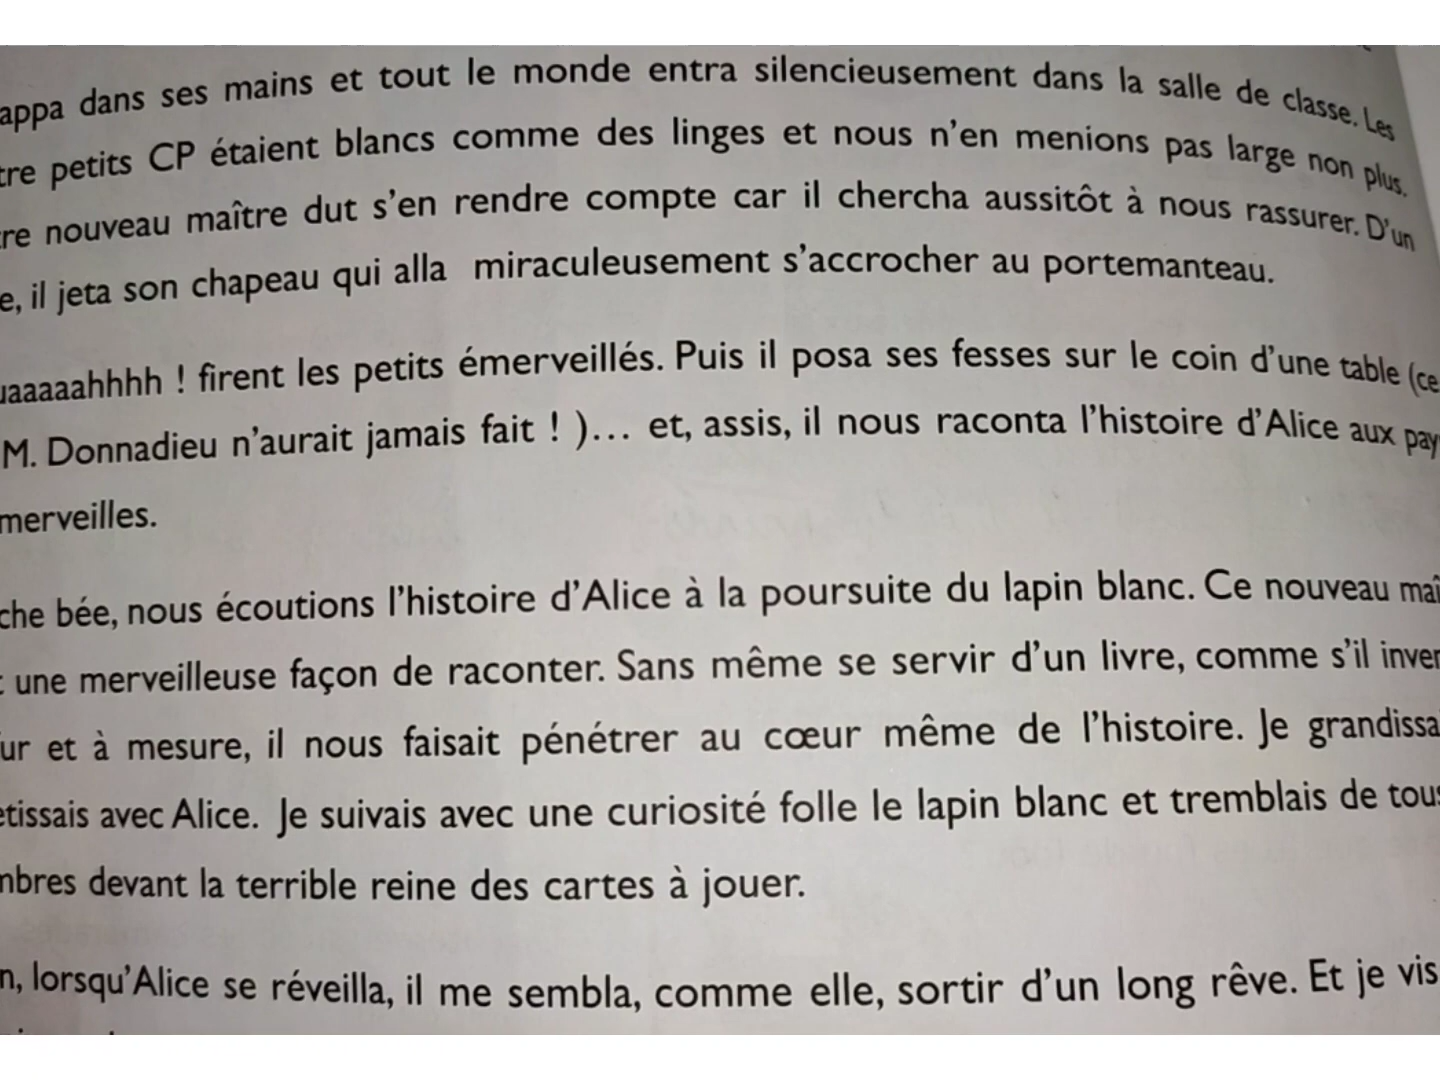 appa dans ses mains et tout le monde entra silencieusement dans la salle de classe. Les
tre petits CP étaient blancs comme des linges et nous n'en menions pas large non plus.
re nouveau maître dut s'en rendre compte car il chercha aussitôt à nous rassurer. D'un
e, il jeta son chapeau qui alla miraculeusement s'accrocher au portemanteau.
uaaaaahhhh ! firent les petits émerveillés. Puis il posa ses fesses sur le coin d'une table (ce
M. Donnadieu n'aurait jamais fait ! )… et, assis, il nous raconta l'histoire d'Alice aux pay
merveilles.
che bée, nous écoutions l'histoire d'Alice à la poursuite du lapin blanc. Ce nouveau maî
une merveilleuse façon de raconter. Sans même se servir d'un livre, comme s'il inven
ur et à mesure, il nous faisait pénétrer au cœur même de l'histoire. Je grandissa
etissais avec Alice. Je suivais avec une curiosité folle le lapin blanc et tremblais de tous
mbres devant la terrible reine des cartes à jouer.
n, lorsqu'Alice se réveilla, il me sembla, comme elle, sortir d'un long rêve. Et je vis